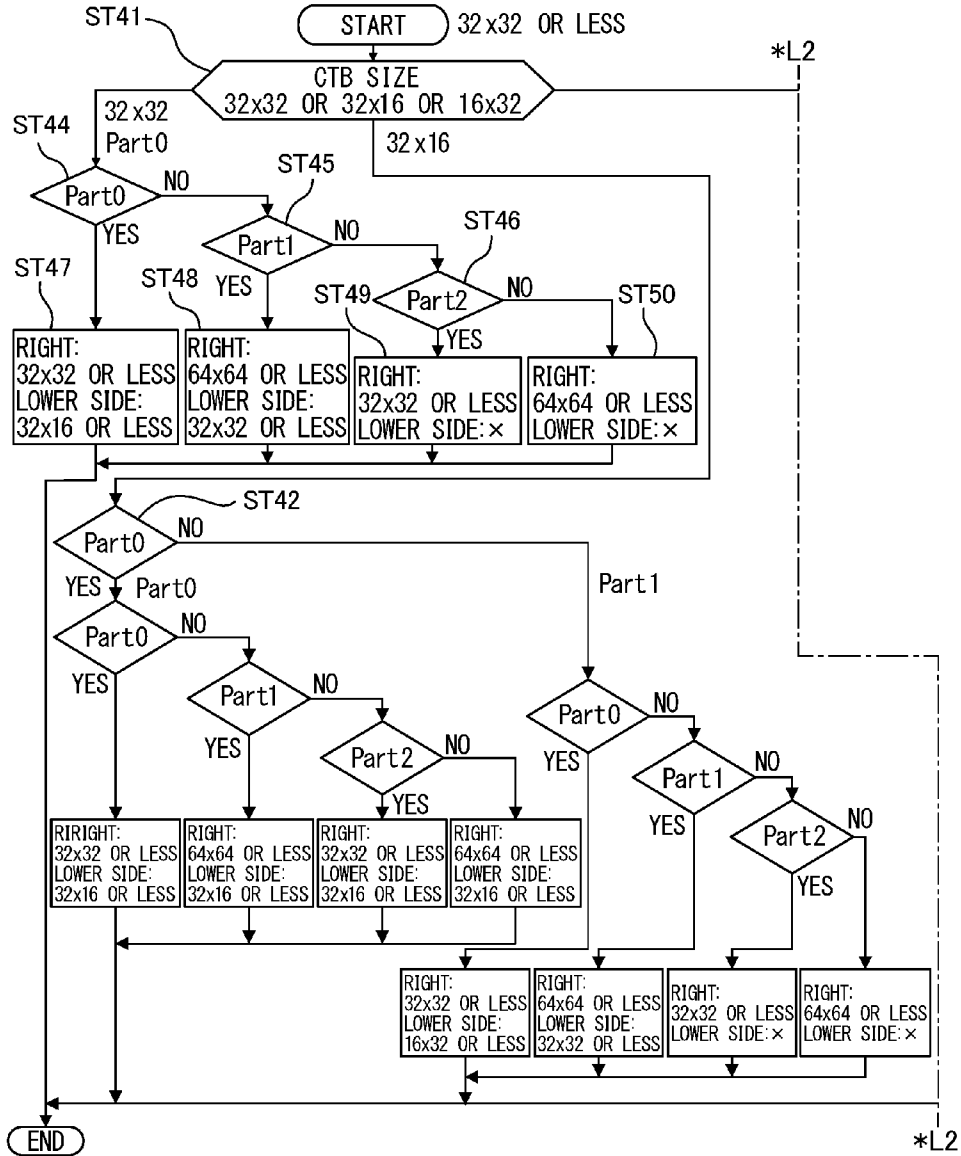 ST41
START
32x32 OR LESS
*L2
CTB SIZE
32x32 OR 32x16 OR 16x32
32x32
Part0
32x16
ST44
Part0
NO
YES
ST45
Part1
NO
YES
ST46
Part2
NO
YES
ST47
RIGHT:
32x32 OR LESS
LOWER SIDE:
32x16 OR LESS
ST48
RIGHT:
64x64 OR LESS
LOWER SIDE:
32x32 OR LESS
ST49
RIGHT:
32x32 OR LESS
LOWER SIDE:×
ST50
RIGHT:
64x64 OR LESS
LOWER SIDE:×
ST42
Part0
NO
YES
Part0
Part1
Part0
NO
YES
Part1
NO
YES
Part2
NO
YES
RIRIGHT:
32x32 OR LESS
LOWER SIDE:
32x16 OR LESS
RIGHT:
64x64 OR LESS
LOWER SIDE:
32x16 OR LESS
RIGHT:
32x32 OR LESS
LOWER SIDE:
32x16 OR LESS
RIGHT:
64x64 OR LESS
LOWER SIDE:
32x16 OR LESS
Part0
NO
YES
Part1
NO
YES
Part2
NO
YES
RIGHT:
32x32 OR LESS
LOWER SIDE:
16x32 OR LESS
RIGHT:
64x64 OR LESS
LOWER SIDE:
32x32 OR LESS
RIGHT:
32x32 OR LESS
LOWER SIDE:×
RIGHT:
64x64 OR LESS
LOWER SIDE:×
END
*L2